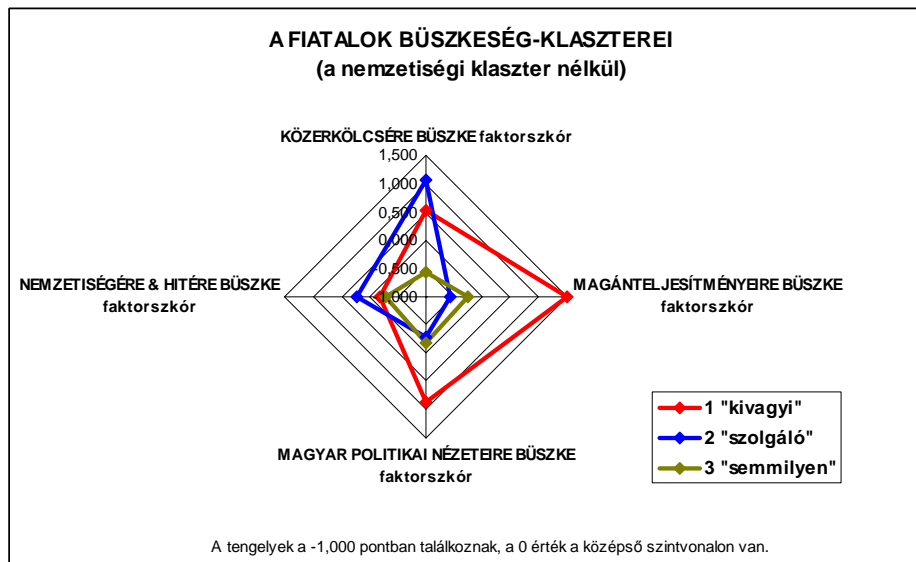 A FIATALOK BÜSZKESÉG-KLASZTEREI
(a nemzetiségi klaszter nélkül)
KÖZERKÖLCSÉRE BÜSZKE faktorszkór
1,500
1,000
0,500
0,000
-0,500
-1,000
NEMZETISÉGÉRE & HITÉRE BÜSZKE
faktorszkór
MAGÁNTELJESÍTMÉNYEIRE BÜSZKE
faktorszkór
MAGYAR POLITIKAI NÉZETEIRE BÜSZKE
faktorszkór
1 "kivagyi"
2 "szolgáló"
3 "semmilyen"
A tengelyek a -1,000 pontban találkoznak, a 0 érték a középső szintvonalon van.